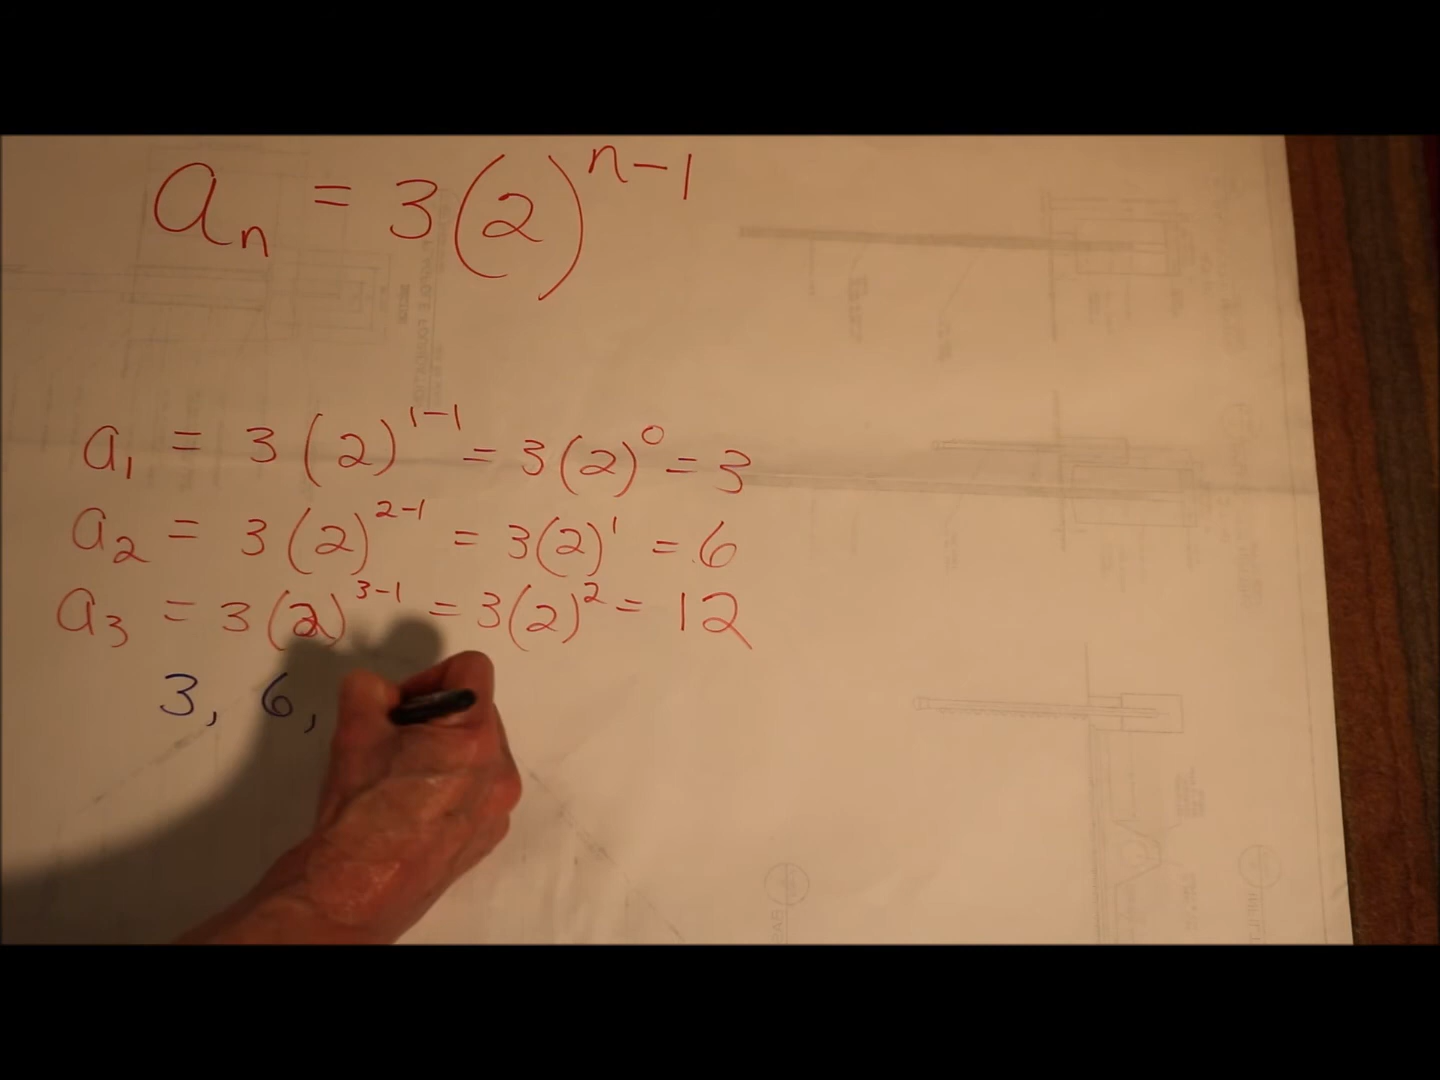 aₙ = 3(2)ⁿ⁻¹
a₁ = 3(2)¹⁻¹ = 3(2)⁰ = 3
a₂ = 3(2)²⁻¹ = 3(2)¹ = 6
a₃ = 3(2)³⁻¹ = 3(2)² = 12
3, 6,